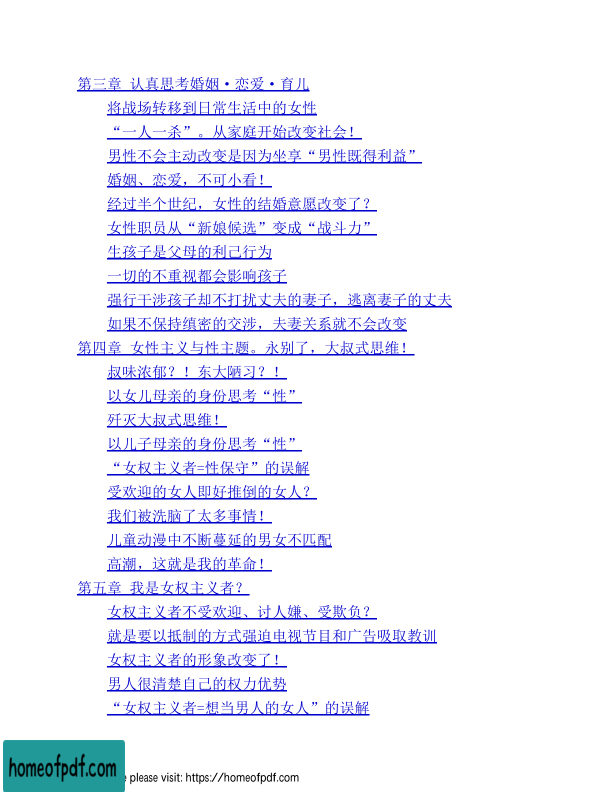 第三章 认真思考婚姻·恋爱·育儿
将战场转移到日常生活中的女性
“一人一杀”。从家庭开始改变社会！
男性不会主动改变是因为坐享“男性既得利益”
婚姻、恋爱，不可小看！
经过半个世纪，女性的结婚意愿改变了？
女性职员从“新娘候选”变成“战斗力”
生孩子是父母的利己行为
一切的不重视都会影响孩子
强行干涉孩子却不打扰丈夫的妻子，逃离妻子的丈夫
如果不保持缜密的交涉，夫妻关系就不会改变
第四章 女性主义与性主题。永别了，大叔式思维！
叔味浓郁？！东大陋习？！
以女儿母亲的身份思考“性”
歼灭大叔式思维！
以儿子母亲的身份思考“性”
“女权主义者=性保守”的误解
受欢迎的女人即好推倒的女人？
我们被洗脑了太多事情！
儿童动漫中不断蔓延的男女不匹配
高潮，这就是我的革命！
第五章 我是女权主义者？
女权主义者不受欢迎、讨人嫌、受欺负？
就是要以抵制的方式强迫电视节目和广告吸取教训
女权主义者的形象改变了！
男人很清楚自己的权力优势
“女权主义者=想当男人的女人”的误解
homeofpdf.com
e please visit: https://homeofpdf.com